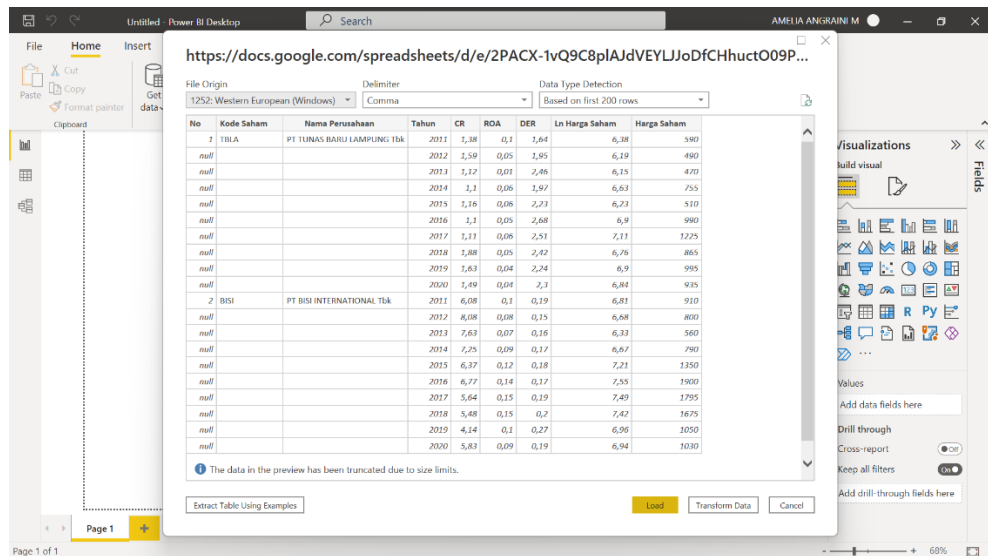 Untitled - Power BI Desktop
Search
AMELIA ANGRAINI M
File Home Insert
Cut
Copy
Format painter
Paste
Get
data
Clipboard
https://docs.google.com/spreadsheets/d/e/2PACX-1vQ9C8plAJdVEYLJJoDfCHhuctO09P...
File Origin Delimiter Data Type Detection
1252: Western European (Windows) Comma Based on first 200 rows
No Kode Saham Nama Perusahaan Tahun CR ROA DER Ln Harga Saham Harga Saham
1 TBLA PT TUNAS BARU LAMPUNG Tbk 2011 1,38 0,1 1,64 6,38 590
null 2012 1,59 0,05 1,95 6,19 490
null 2013 1,12 0,01 2,46 6,15 470
null 2014 1,1 0,06 1,97 6,63 755
null 2015 1,16 0,06 2,23 6,23 510
null 2016 1,1 0,05 2,68 6,9 990
null 2017 1,11 0,06 2,51 7,11 1225
null 2018 1,88 0,05 2,42 6,76 865
null 2019 1,63 0,04 2,24 6,9 995
null 2020 1,49 0,04 2,3 6,84 935
2 BISI PT BISI INTERNATIONAL Tbk 2011 6,08 0,1 0,19 6,81 910
null 2012 8,08 0,08 0,15 6,68 800
null 2013 7,63 0,07 0,16 6,33 560
null 2014 7,25 0,09 0,17 6,67 790
null 2015 6,37 0,12 0,18 7,21 1350
null 2016 6,77 0,14 0,17 7,55 1900
null 2017 5,64 0,15 0,19 7,49 1795
null 2018 5,48 0,15 0,2 7,42 1675
null 2019 4,14 0,1 0,27 6,96 1050
null 2020 5,83 0,09 0,19 6,94 1030
The data in the preview has been truncated due to size limits.
Extract Table Using Examples Load Transform Data Cancel
Visualizations
Fields
Build visual
R Py
Values
Add data fields here
Drill through
Cross-report Off
Keep all filters On
Add drill-through fields here
Page 1
Page 1 of 1
68%